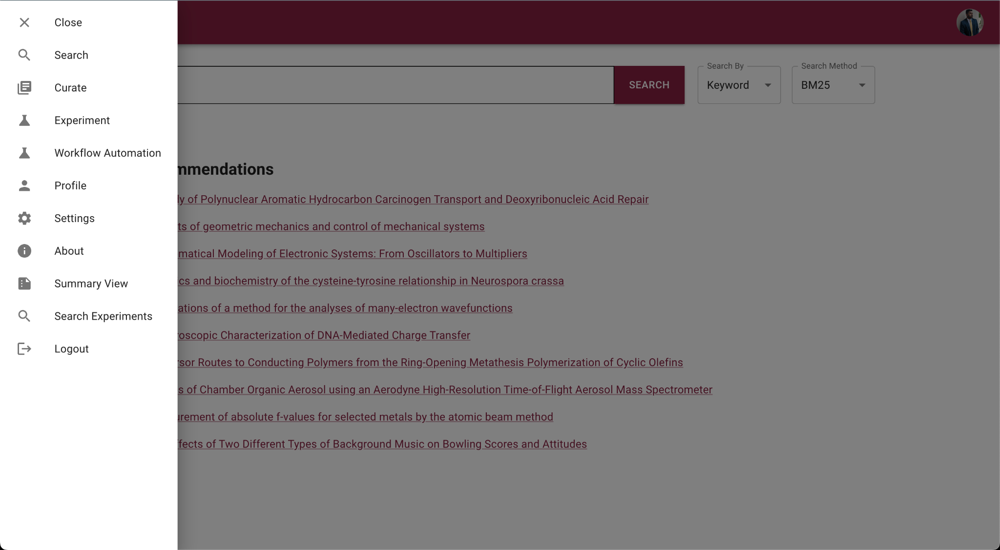 Close
Search
Curate
Experiment
Workflow Automation
Profile
Settings
About
Summary View
Search Experiments
Logout
SEARCH
Search By
Keyword
Search Method
BM25
mmendations
ly of Polynuclear Aromatic Hydrocarbon Carcinogen Transport and Deoxyribonucleic Acid Repair
ts of geometric mechanics and control of mechanical systems
matical Modeling of Electronic Systems: From Oscillators to Multipliers
cs and biochemistry of the cysteine-tyrosine relationship in Neurospora crassa
ations of a method for the analyses of many-electron wavefunctions
roscopic Characterization of DNA-Mediated Charge Transfer
rsor Routes to Conducting Polymers from the Ring-Opening Metathesis Polymerization of Cyclic Olefins
s of Chamber Organic Aerosol using an Aerodyne High-Resolution Time-of-Flight Aerosol Mass Spectrometer
urement of absolute f-values for selected metals by the atomic beam method
ffects of Two Different Types of Background Music on Bowling Scores and Attitudes